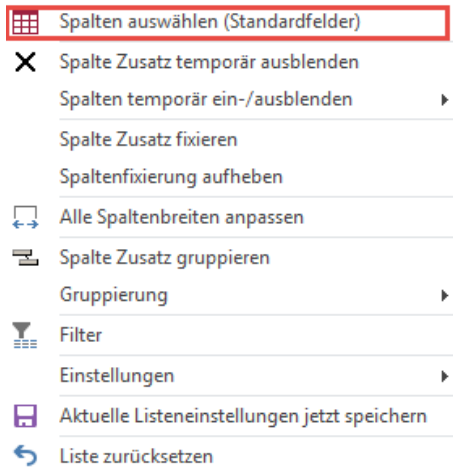 Spalten auswählen (Standardfelder)
Spalte Zusatz temporär ausblenden
Spalten temporär ein-/ausblenden
Spalte Zusatz fixieren
Spaltenfixierung aufheben
Alle Spaltenbreiten anpassen
Spalte Zusatz gruppieren
Gruppierung
Filter
Einstellungen
Aktuelle Listeneinstellungen jetzt speichern
Liste zurücksetzen